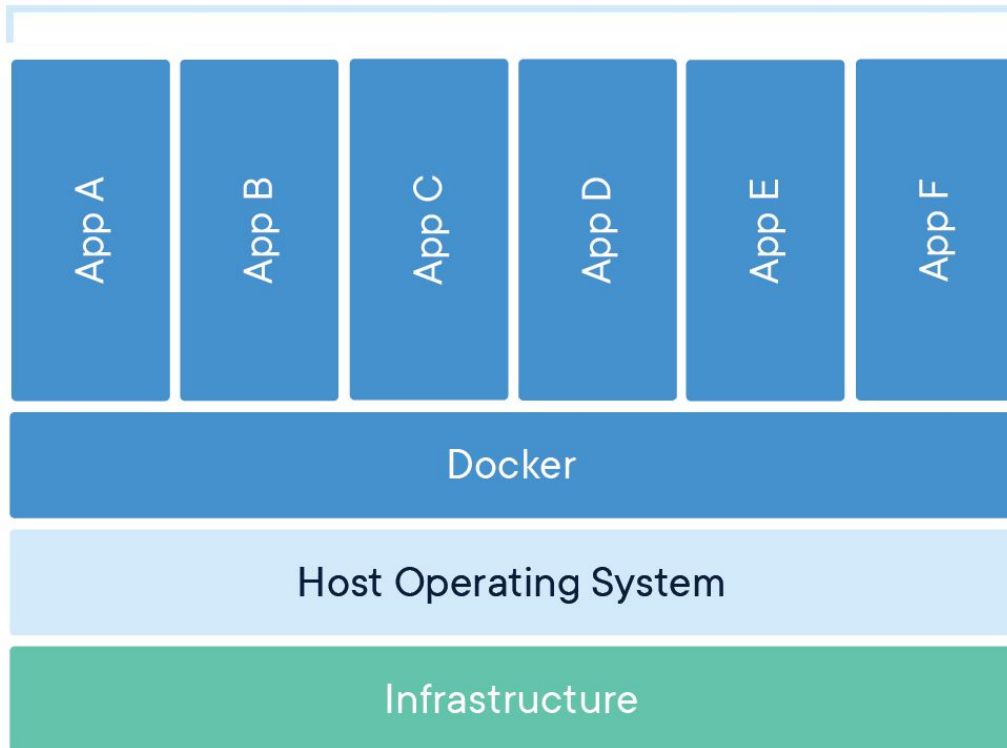 App A
App B
App C
App D
App E
App F
Docker
Host Operating System
Infrastructure